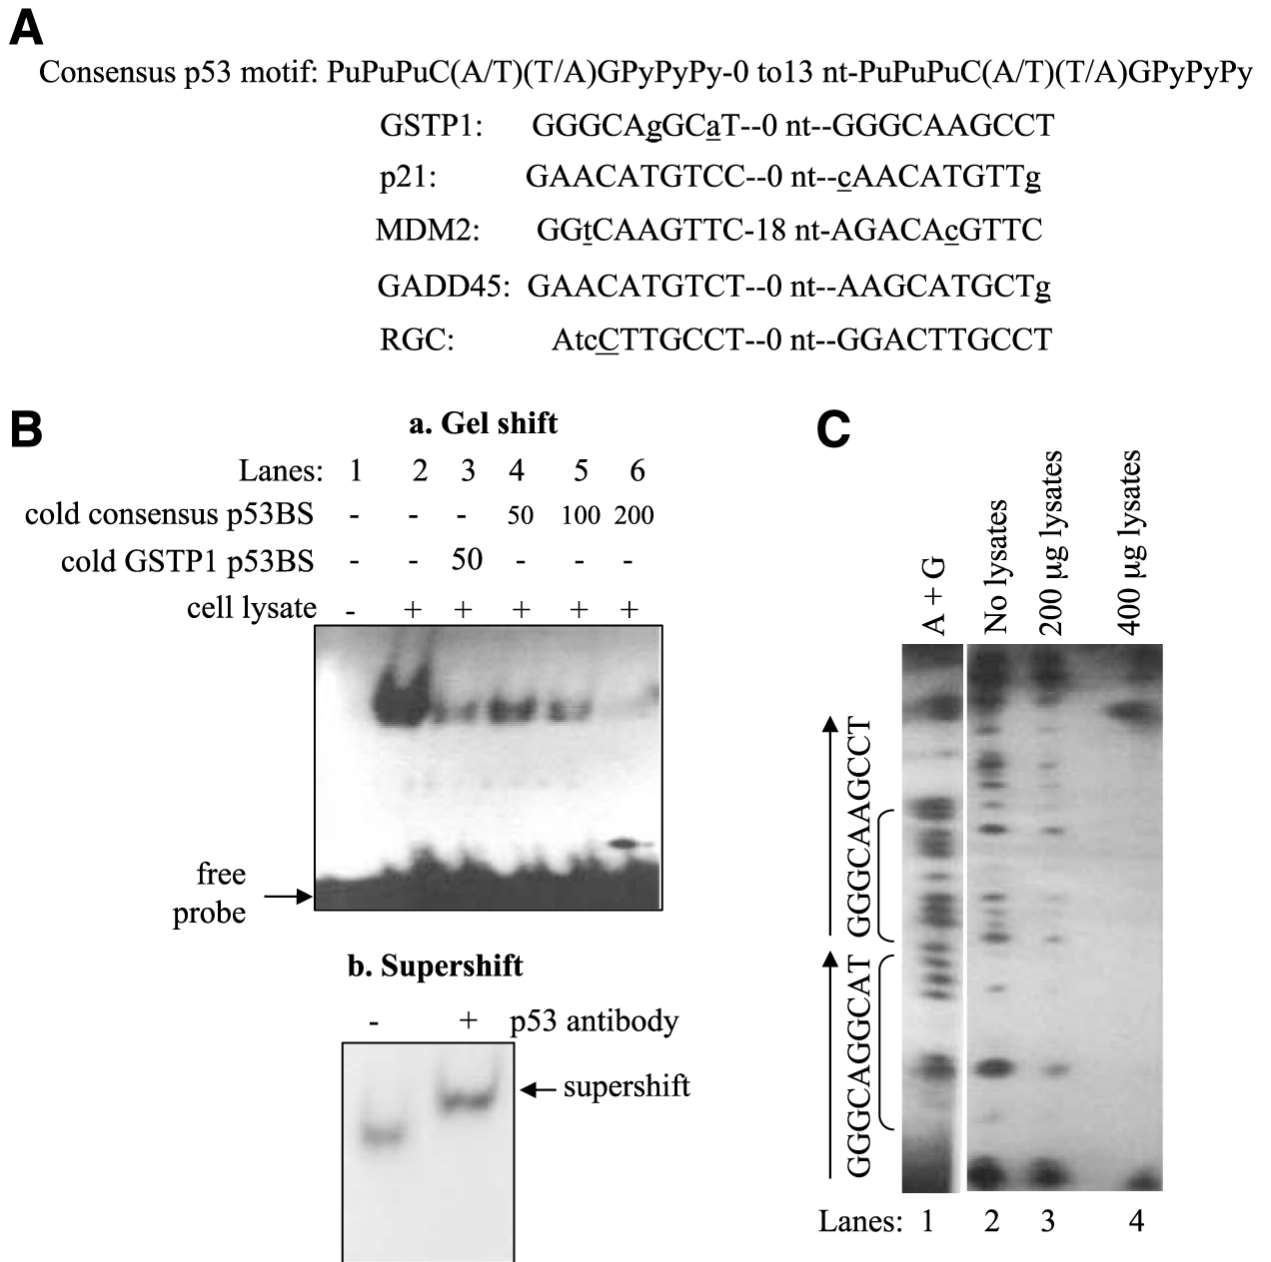 A
Consensus p53 motif: PuPuPuC(A/T)(T/A)GPyPyPy-0 to13 nt-PuPuPuC(A/T)(T/A)GPyPyPy
GSTP1: GGGCAgGCaT--0 nt--GGGCAAGCCT
p21: GAACATGTCC--0 nt--cAACATGTTg
MDM2: GGtCAAGTTC-18 nt-AGACAcGTTC
GADD45: GAACATGTCT--0 nt--AAGCATGCTg
RGC: AtcCTTGCCT--0 nt--GGACTTGCCT
B
a. Gel shift
Lanes: 1 2 3 4 5 6
cold consensus p53BS - - - 50 100 200
cold GSTP1 p53BS - - 50 - - -
cell lysate - + + + + +
free
probe
b. Supershift
- + p53 antibody
supershift
C
A + G
No lysates
200 µg lysates
400 µg lysates
GGGCAAGCCT
GGGCAGGCAT
Lanes: 1 2 3 4